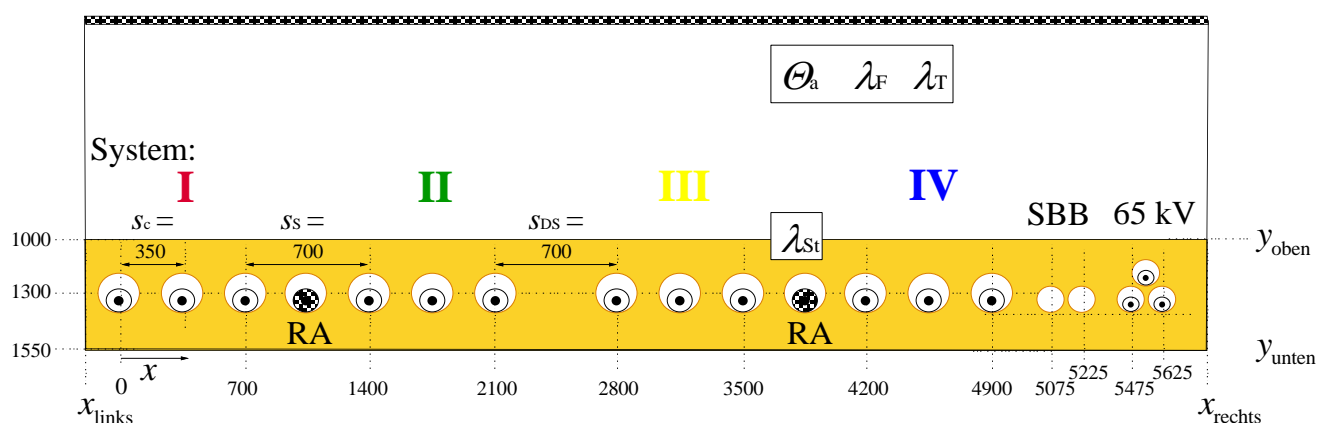 Θa λF λT
System:
I II III IV
sc = sS = sDS = SBB 65 kV
350 700 700 λSt
1000 yoben
1300
RA RA
1550 yunten
x
0 700 1400 2100 2800 3500 4200 4900 5075 5225 5475 5625
xlinks xrechts